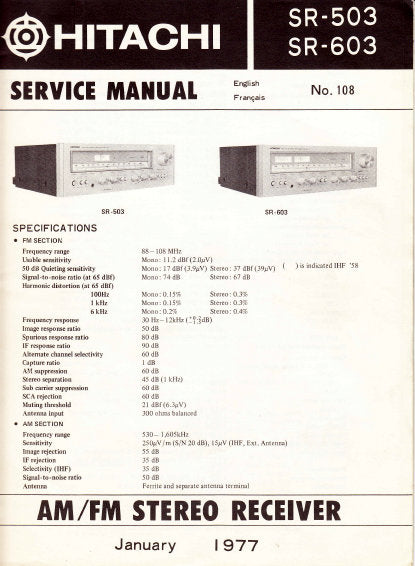 HITACHI
SR-503
SR-603
SERVICE MANUAL
English
Français
No. 108
SR-503
SR-603
SPECIFICATIONS
• FM SECTION
Frequency range 88–108 MHz
Usable sensitivity Mono: 11.2 dBf (2.0μV)
50 dB Quieting sensitivity Mono: 17 dBf (3.9μV) Stereo: 37 dBf (39μV) ( ) is indicated IHF '58
Signal-to-noise ratio (at 65 dBf) Mono: 74 dB Stereo: 67 dB
Harmonic distortion (at 65 dBf)
100Hz Mono: 0.15% Stereo: 0.3%
1 kHz Mono: 0.15% Stereo: 0.3%
6 kHz Mono: 0.2% Stereo: 0.4%
Frequency response 30 Hz–12kHz
Image response ratio 50 dB
Spurious response ratio 80 dB
IF response ratio 90 dB
Alternate channel selectivity 60 dB
Capture ratio 1 dB
AM suppression 60 dB
Stereo separation 45 dB (1 kHz)
Sub carrier suppression 60 dB
SCA rejection 60 dB
Muting threshold 21 dBf (6.3μV)
Antenna input 300 ohms balanced
• AM SECTION
Frequency range 530–1,605kHz
Sensitivity 250μV/m (S/N 20 dB), 15μV (IHF, Ext. Antenna)
Image rejection 55 dB
IF rejection 35 dB
Selectivity (IHF) 35 dB
Signal-to-noise ratio 50 dB
Antenna Ferrite and separate antenna terminal
AM/FM STEREO RECEIVER
January 1977